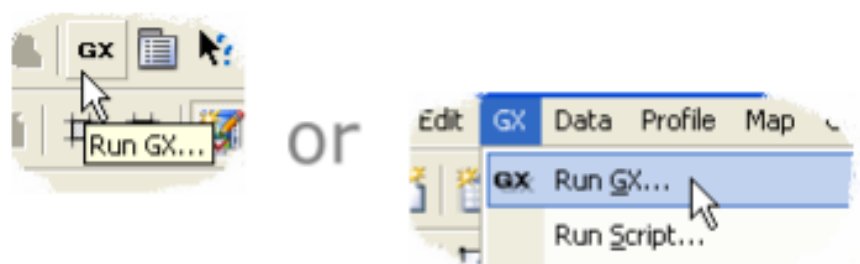 GX
Run GX...
or
Edit GX Data Profile Map
GX Run GX...
Run Script...